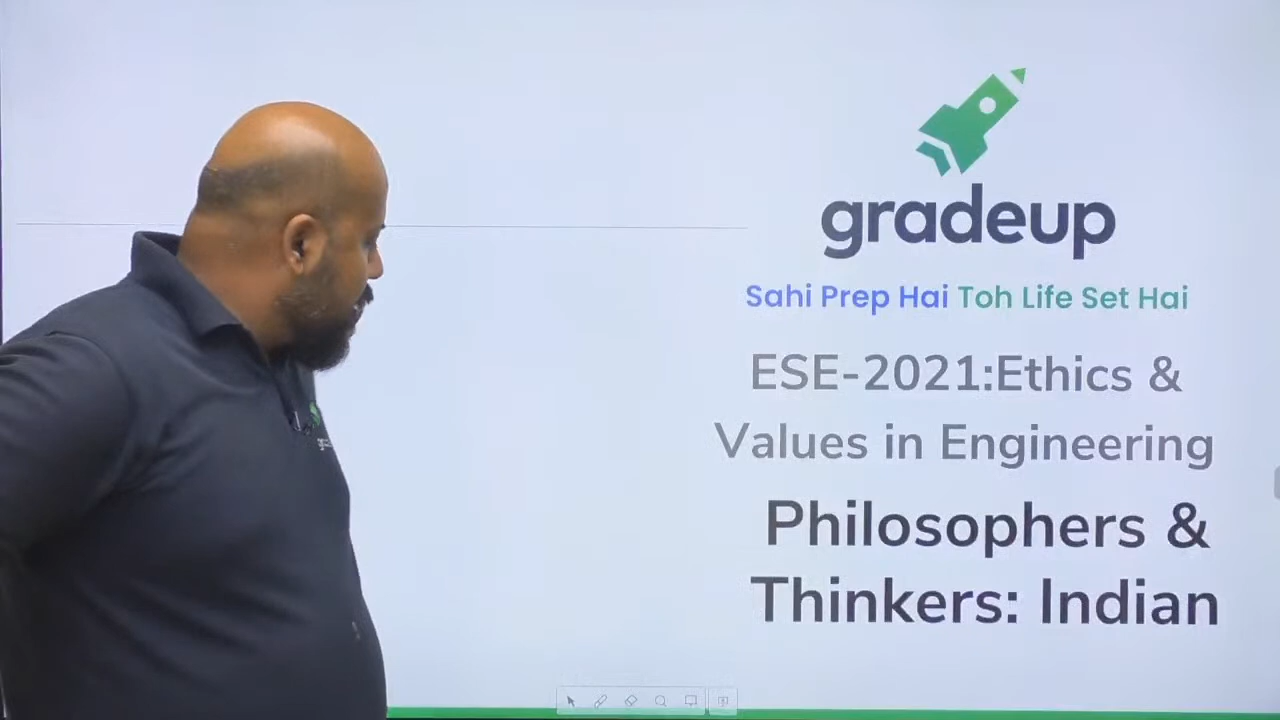 gradeup
Sahi Prep Hai Toh Life Set Hai
ESE-2021:Ethics &
Values in Engineering
Philosophers &
Thinkers: Indian